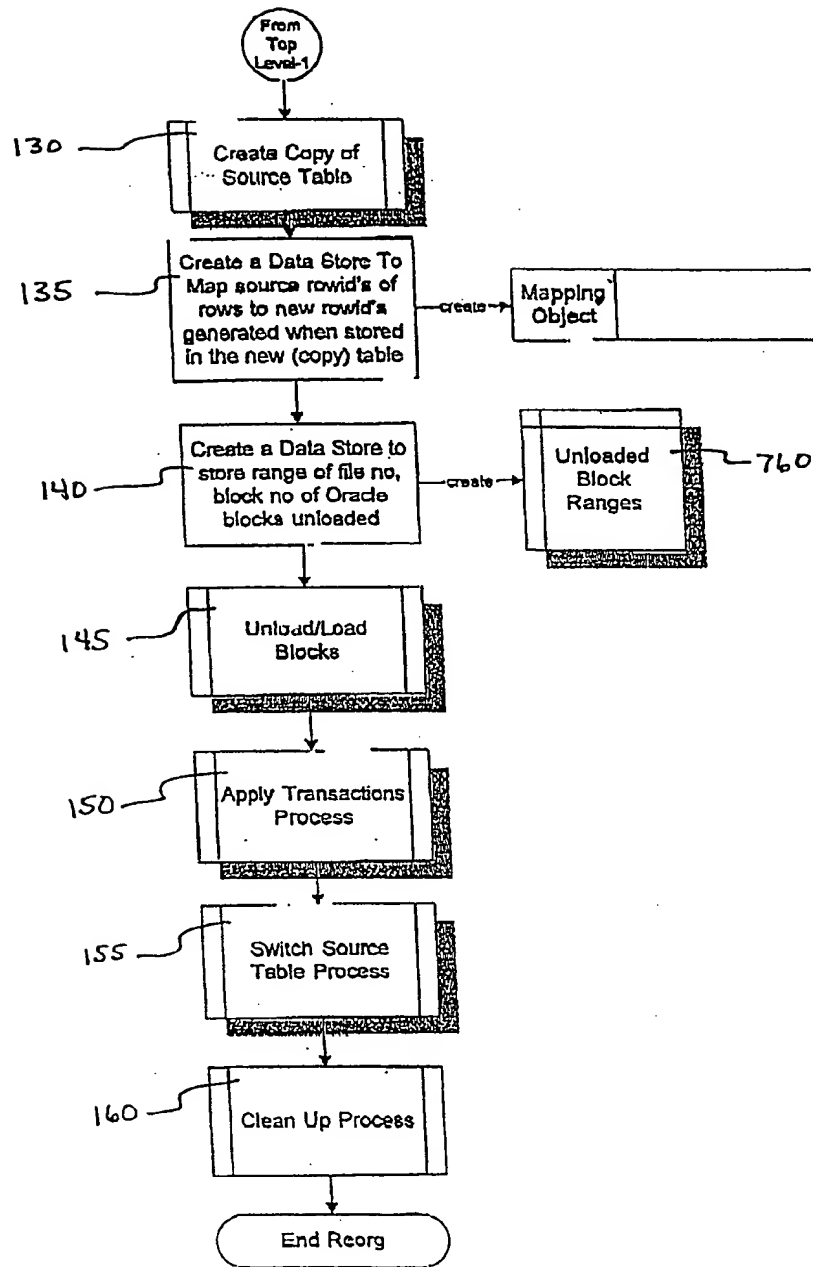 From
Top
Level-1
130
Create Copy of
Source Table
135
Create a Data Store To
Map source rowid's of
rows to new rowid's
generated when stored
in the new (copy) table
create
Mapping
Object
140
Create a Data Store to
store range of file no,
block no of Oracle
blocks unloaded
create
Unloaded
Block
Ranges
760
145
Unload/Load
Blocks
150
Apply Transactions
Process
155
Switch Source
Table Process
160
Clean Up Process
End Reorg